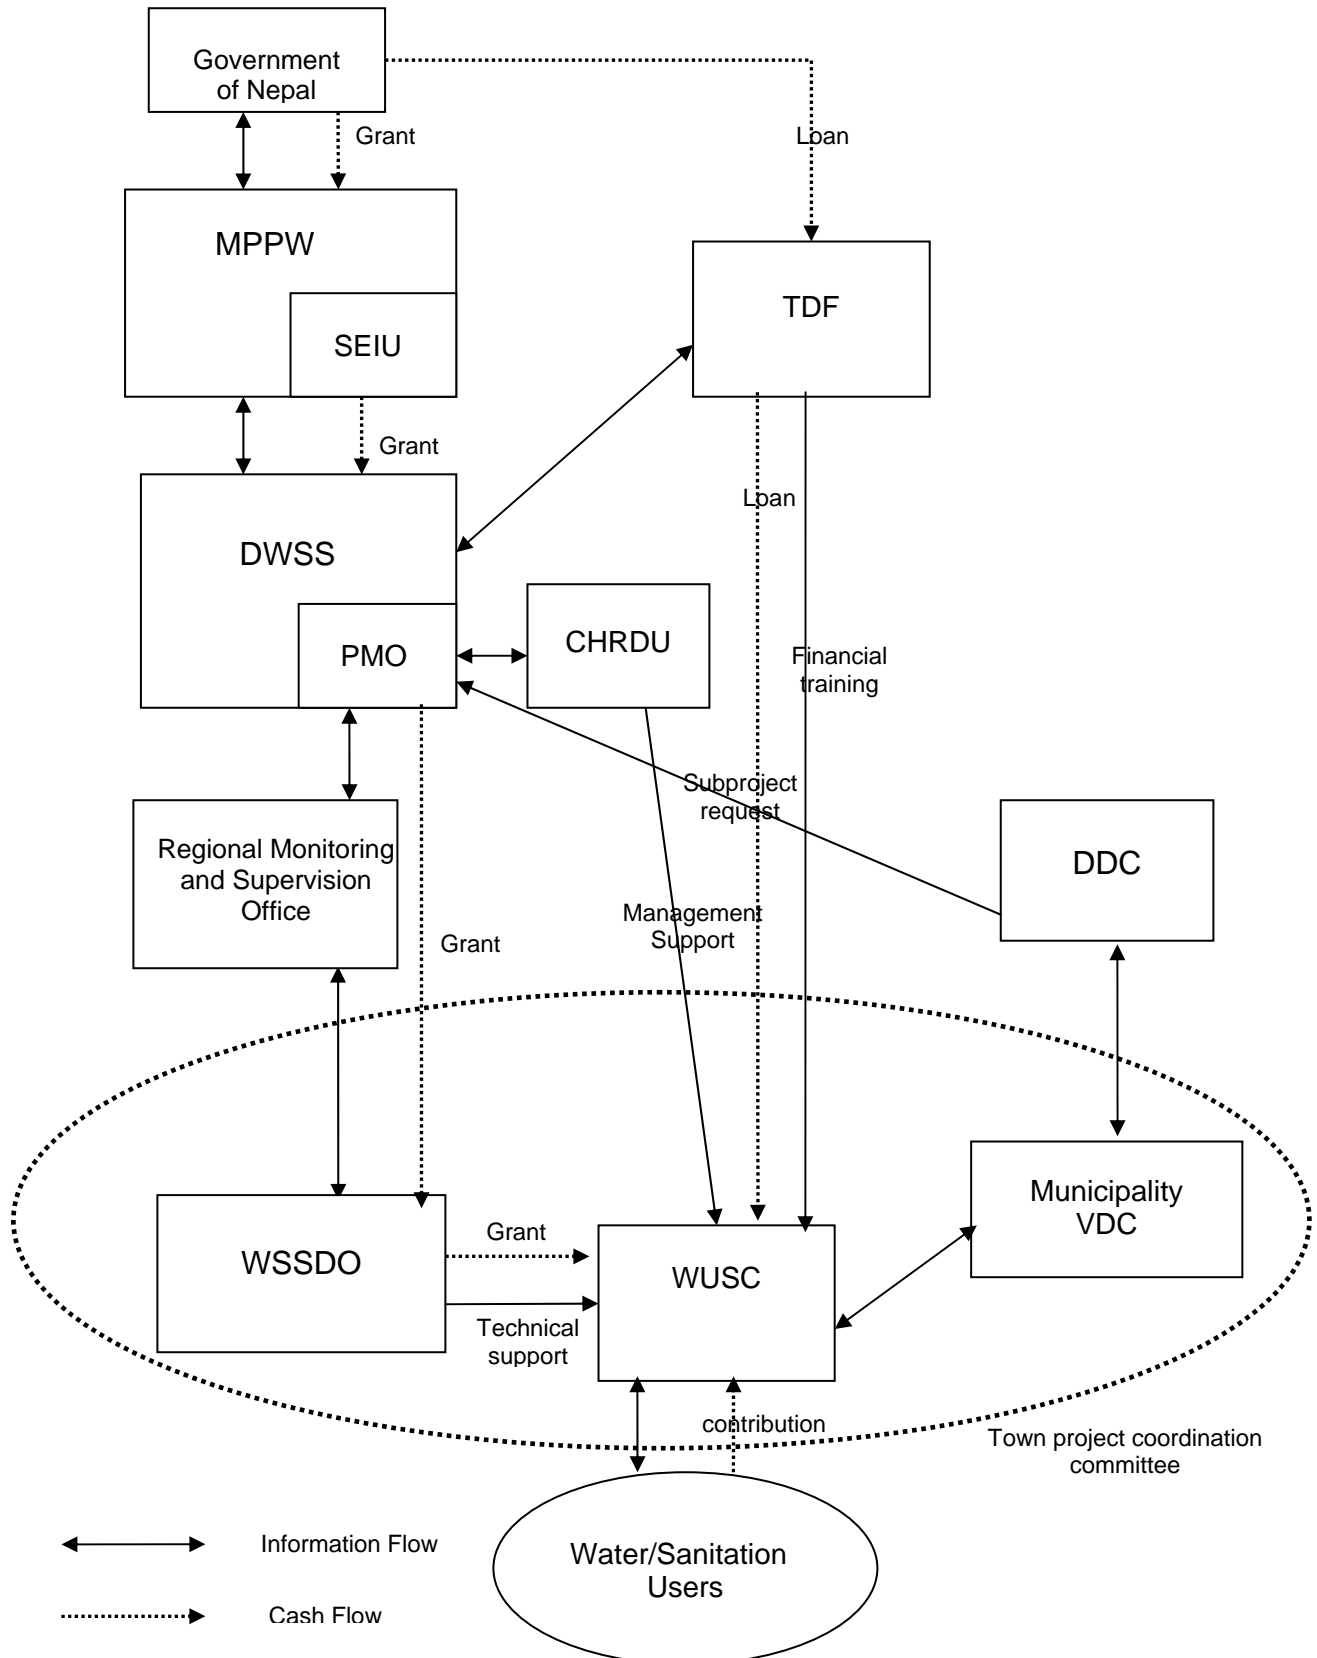 Government
of Nepal
Grant
Loan
MPPW
TDF
SEIU
Grant
Loan
DWSS
CHRDU
PMO
Financial
training
Subproject
request
Regional Monitoring
and Supervision
Office
DDC
Management
Support
Grant
Municipality
VDC
Grant
WSSDO
WUSC
Technical
support
contribution
Town project coordination
committee
Information Flow
Water/Sanitation
Users
Cash Flow